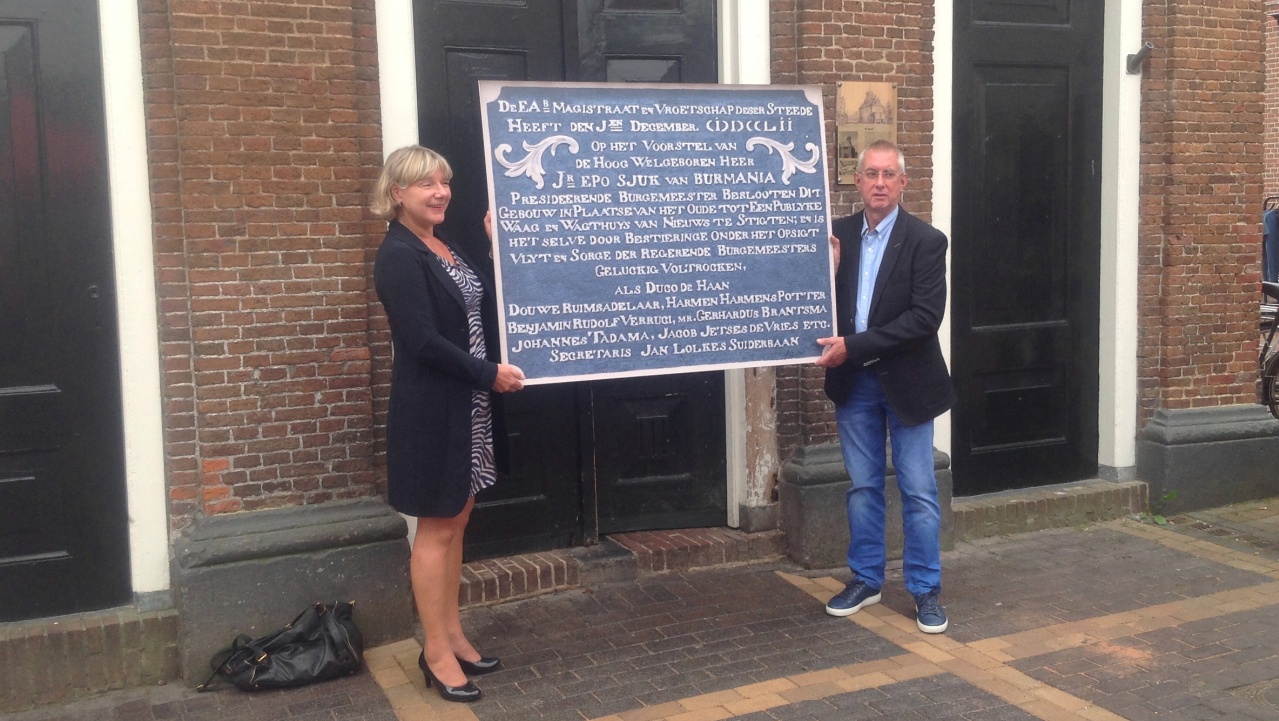 DE EA N MAGISTRAAT EN VROETSCHAP DESER STEEDE
HEEFT DEN JEN DECEMBER. CIƆIƆCCLII
OP HET VOORSTEL VAN
DE HOOG WELGEBOREN HEER
JR EPO SJUK VAN BURMANIA
PRESIDEERENDE BURGEMEESTER BESLOOTEN DIT
GEBOUW IN PLAATSE VAN HET OUDE TOT EEN PUBLYKE
WAAG EN WAGTHUYS VAN NIEUWS TE STIGTEN; EN IS
HET SELVE DOOR BESTIERINGE ONDER HET OPSIGT
VLYT EN SORGE DER REGERENDE BURGEMEESTERS
GELUCKIG VOLTROCKEN,
ALS DUCO DE HAAN
DOUWE RUIMSADELAAR, HARMEN HARMENS POTTER
BENJAMIN RUDOLF VERRUCI, MR. GERHARDUS BRANTSMA
JOHANNES TADAMA, JACOB JETSES DE VRIES ETC.
SECRETARIS JAN LOLKES SUIDERBAAN